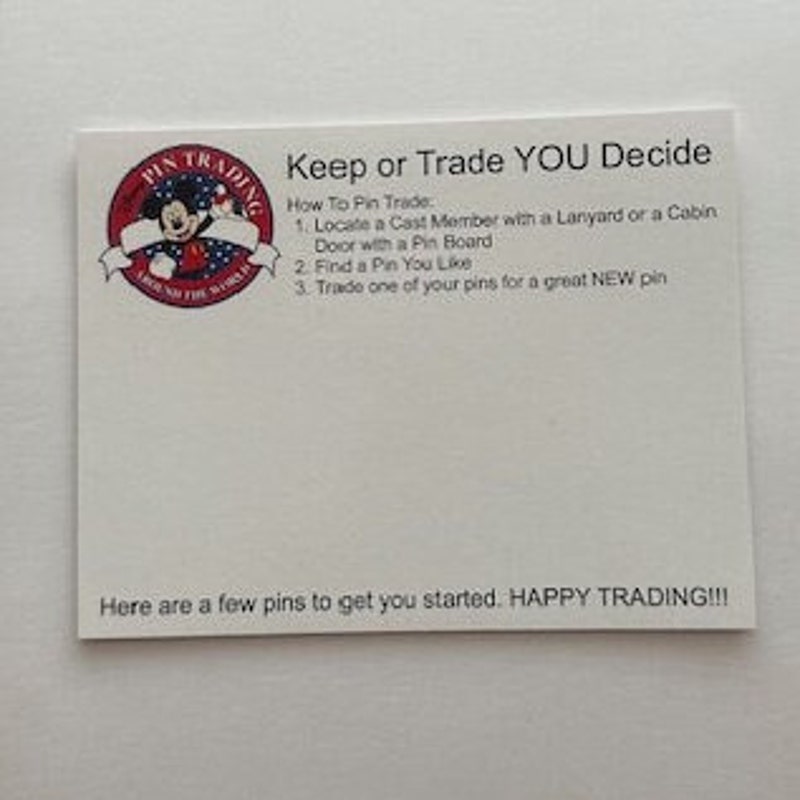 PIN TRADING
AROUND THE WORLD
Keep or Trade YOU Decide
How To Pin Trade:
1. Locate a Cast Member with a Lanyard or a Cabin
Door with a Pin Board
2. Find a Pin You Like
3. Trade one of your pins for a great NEW pin
Here are a few pins to get you started. HAPPY TRADING!!!